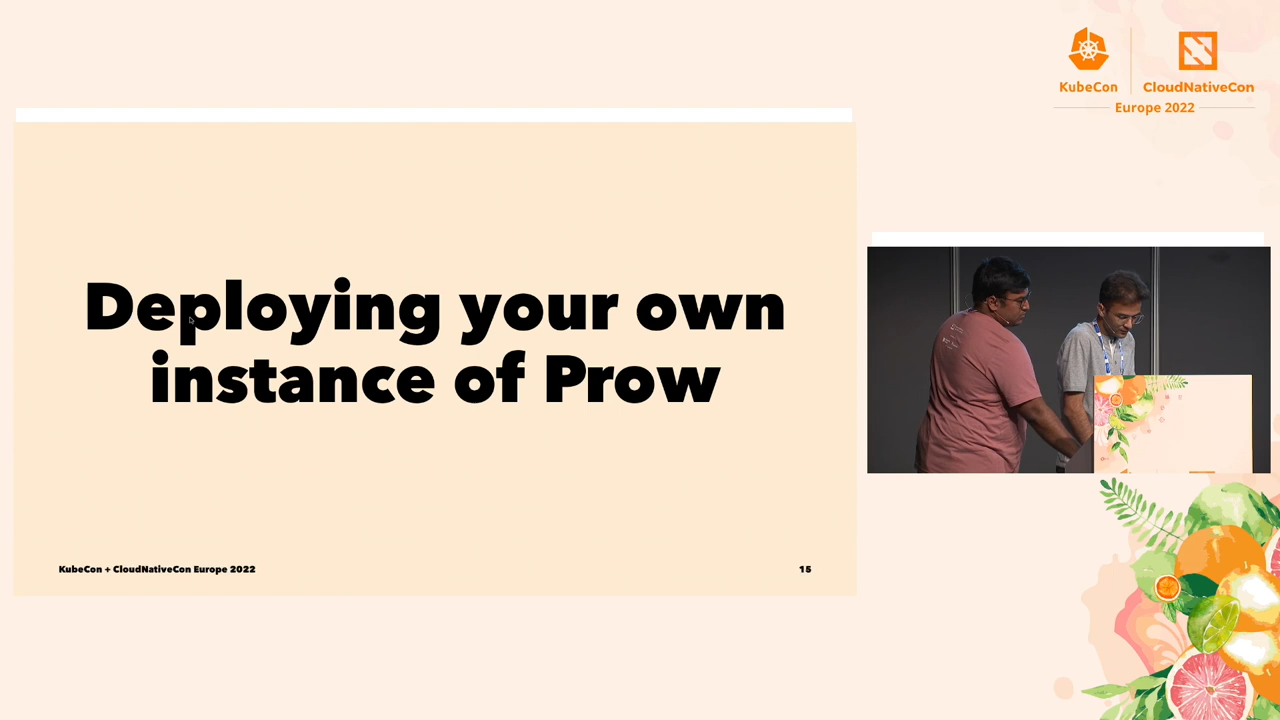 KubeCon
CloudNativeCon
Europe 2022
Deploying your own
instance of Prow
KubeCon + CloudNativeCon Europe 2022
15